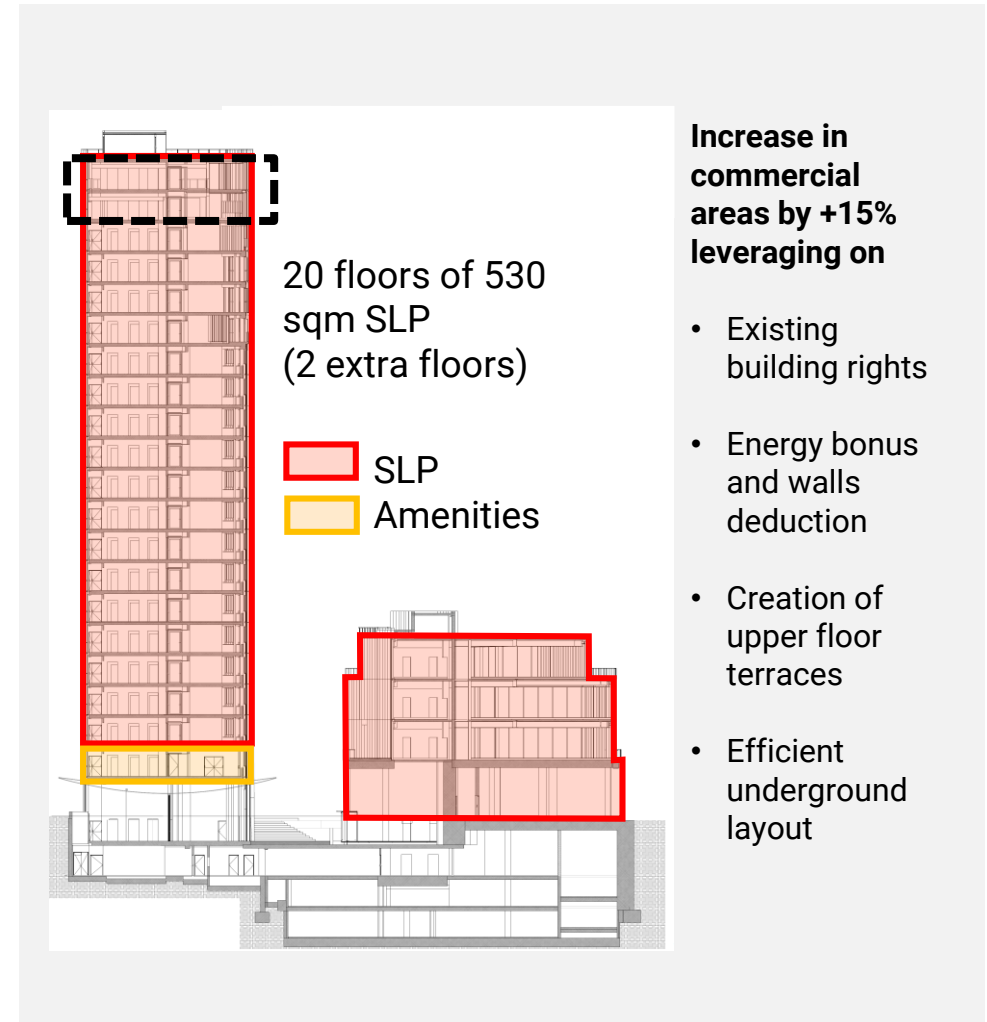 Increase in
commercial
areas by +15%
leveraging on
20 floors of 530
sqm SLP
(2 extra floors)
SLP
Amenities
• Existing
building rights
• Energy bonus
and walls
deduction
• Creation of
upper floor
terraces
• Efficient
underground
layout